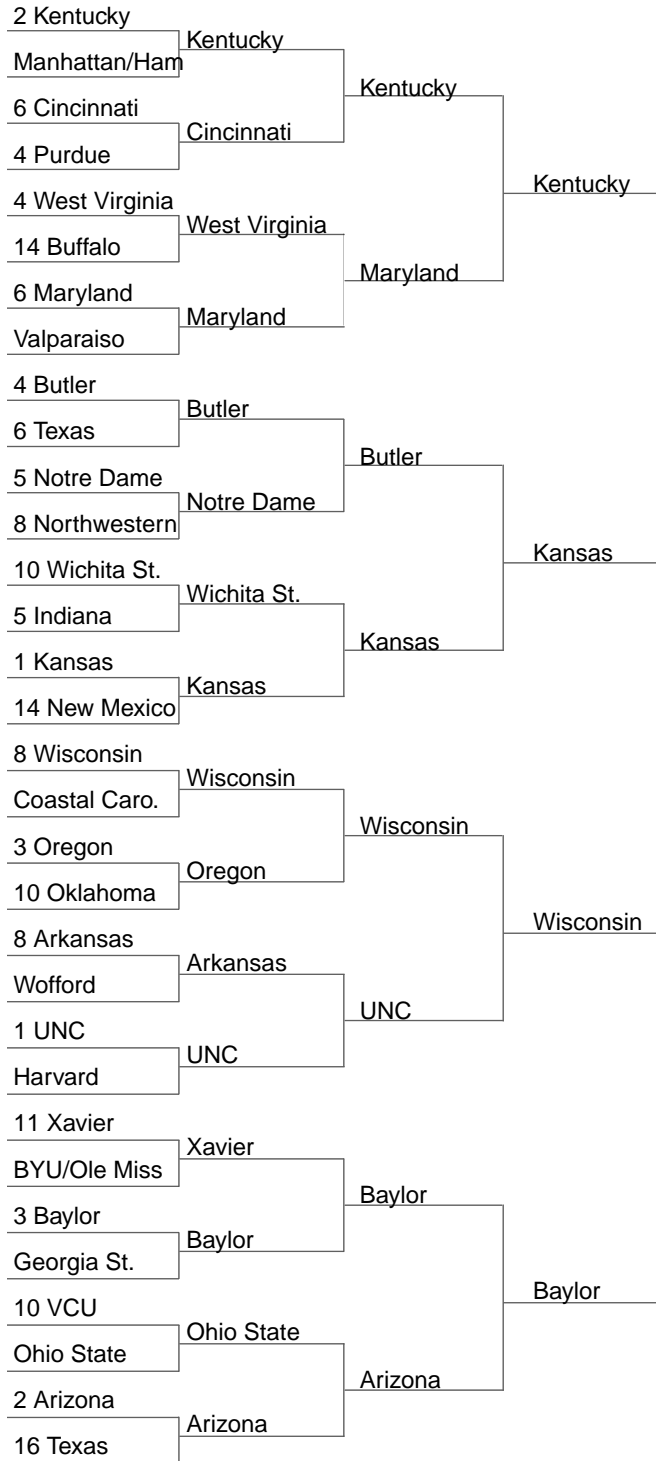 2 Kentucky
Kentucky
Manhattan/Ham
Kentucky
6 Cincinnati
Cincinnati
4 Purdue
Kentucky
4 West Virginia
West Virginia
14 Buffalo
Maryland
6 Maryland
Maryland
Valparaiso
4 Butler
Butler
6 Texas
Butler
5 Notre Dame
Notre Dame
8 Northwestern
Kansas
10 Wichita St.
Wichita St.
5 Indiana
Kansas
1 Kansas
Kansas
14 New Mexico
8 Wisconsin
Wisconsin
Coastal Caro.
Wisconsin
3 Oregon
Oregon
10 Oklahoma
Wisconsin
8 Arkansas
Arkansas
Wofford
UNC
1 UNC
UNC
Harvard
11 Xavier
Xavier
BYU/Ole Miss
Baylor
3 Baylor
Baylor
Georgia St.
Baylor
10 VCU
Ohio State
Ohio State
Arizona
2 Arizona
Arizona
16 Texas